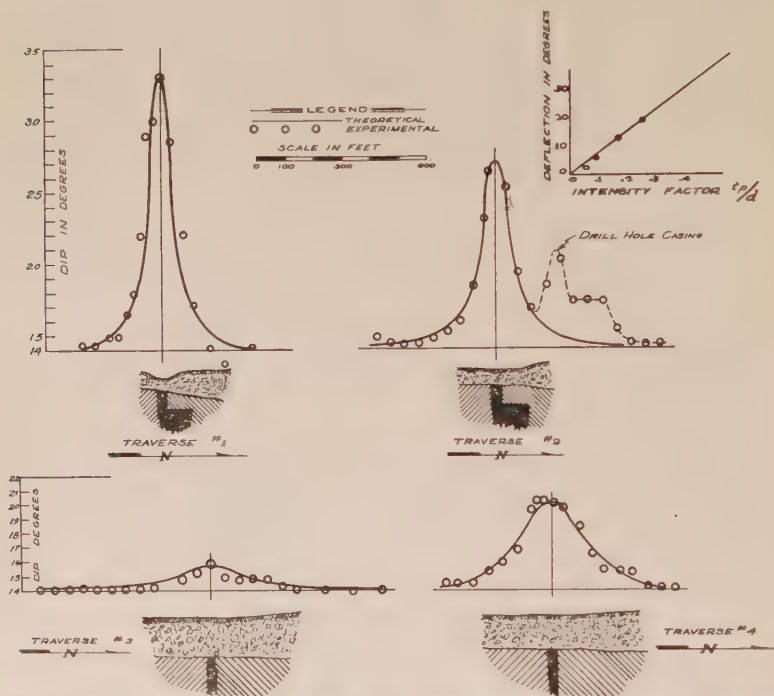 35
30
25
20
15
14
DIP IN DEGREES
LEGEND
THEORETICAL
EXPERIMENTAL
SCALE IN FEET
0 100 300 600
DEFLECTION IN DEGREES
30
20
10
0
0 .1 .2 .3 .4
INTENSITY FACTOR tp/d
DRILL HOLE CASING
TRAVERSE #1
N
TRAVERSE #2
N
22
21
20
19
18
17
16
15
14
DIP DEGREES
TRAVERSE #3
N
TRAVERSE #4
N